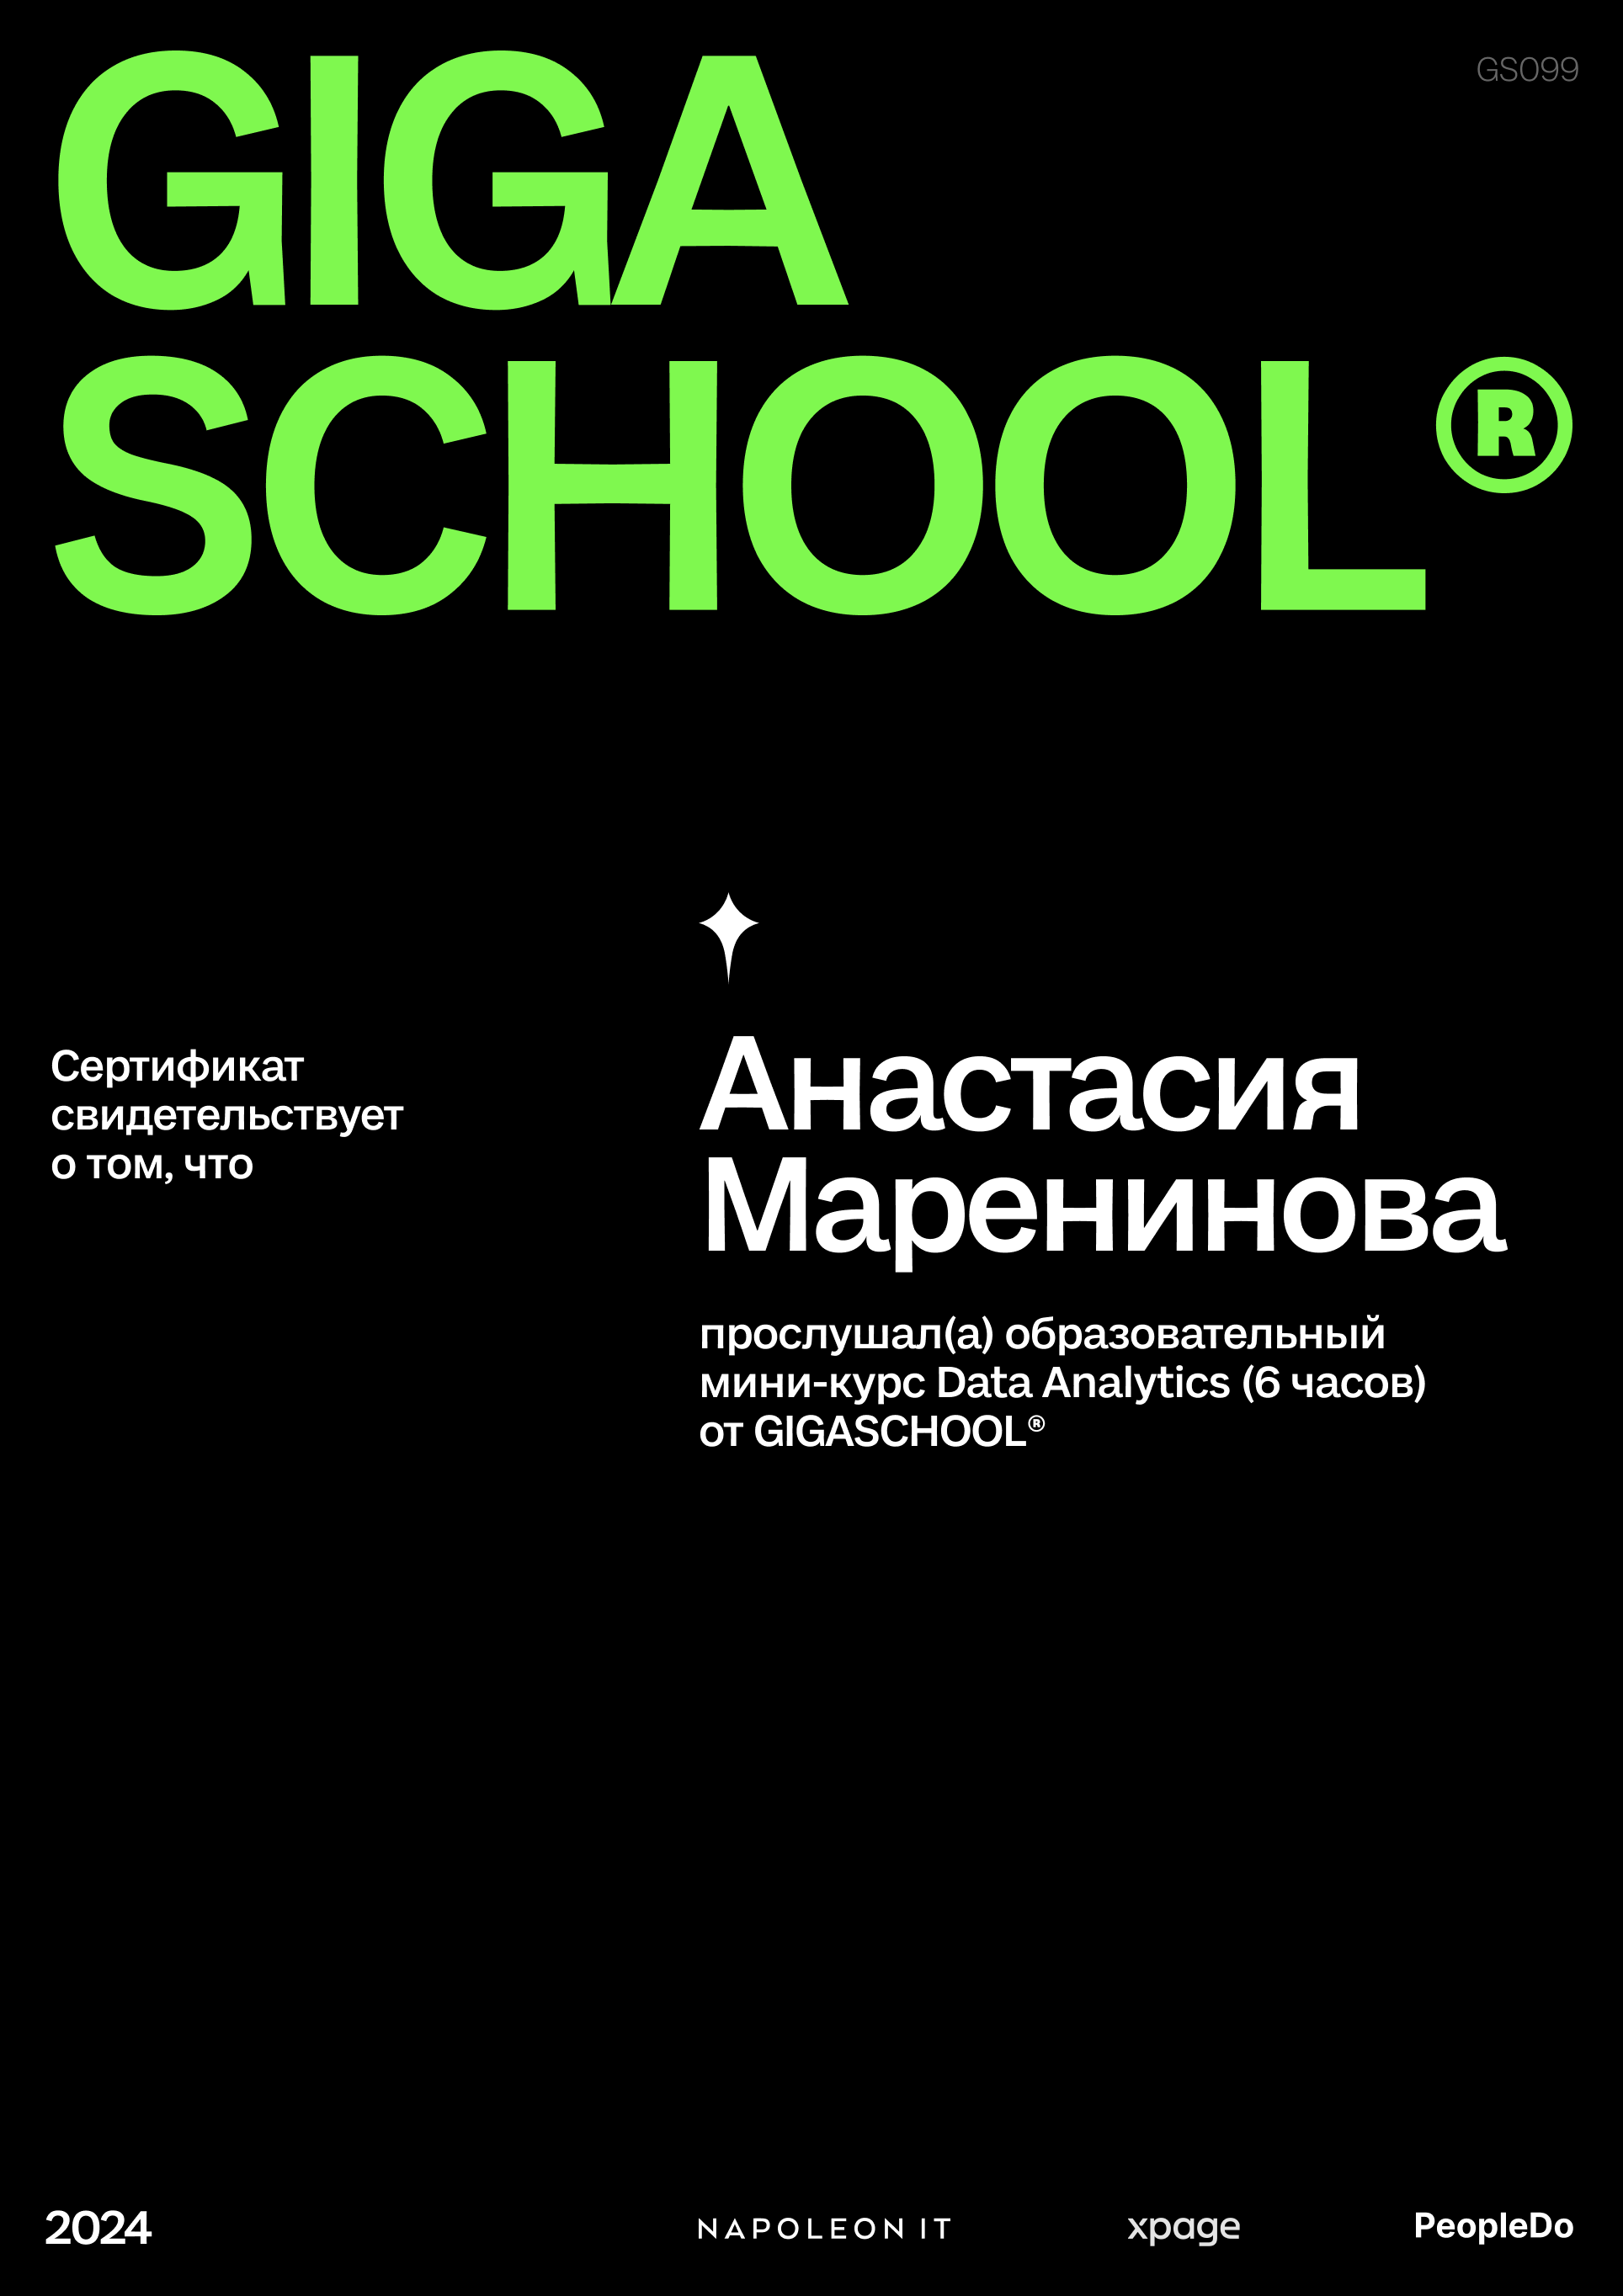 GIGA
GS099
SCHOOL®
Сертификат
свидетельствует
о том, что
Анастасия
Маренинова
прослушал(а) образовательный
мини-курс Data Analytics (6 часов)
от GIGASCHOOL®
2024
NAPOLEON IT
xpage
PeopleDo